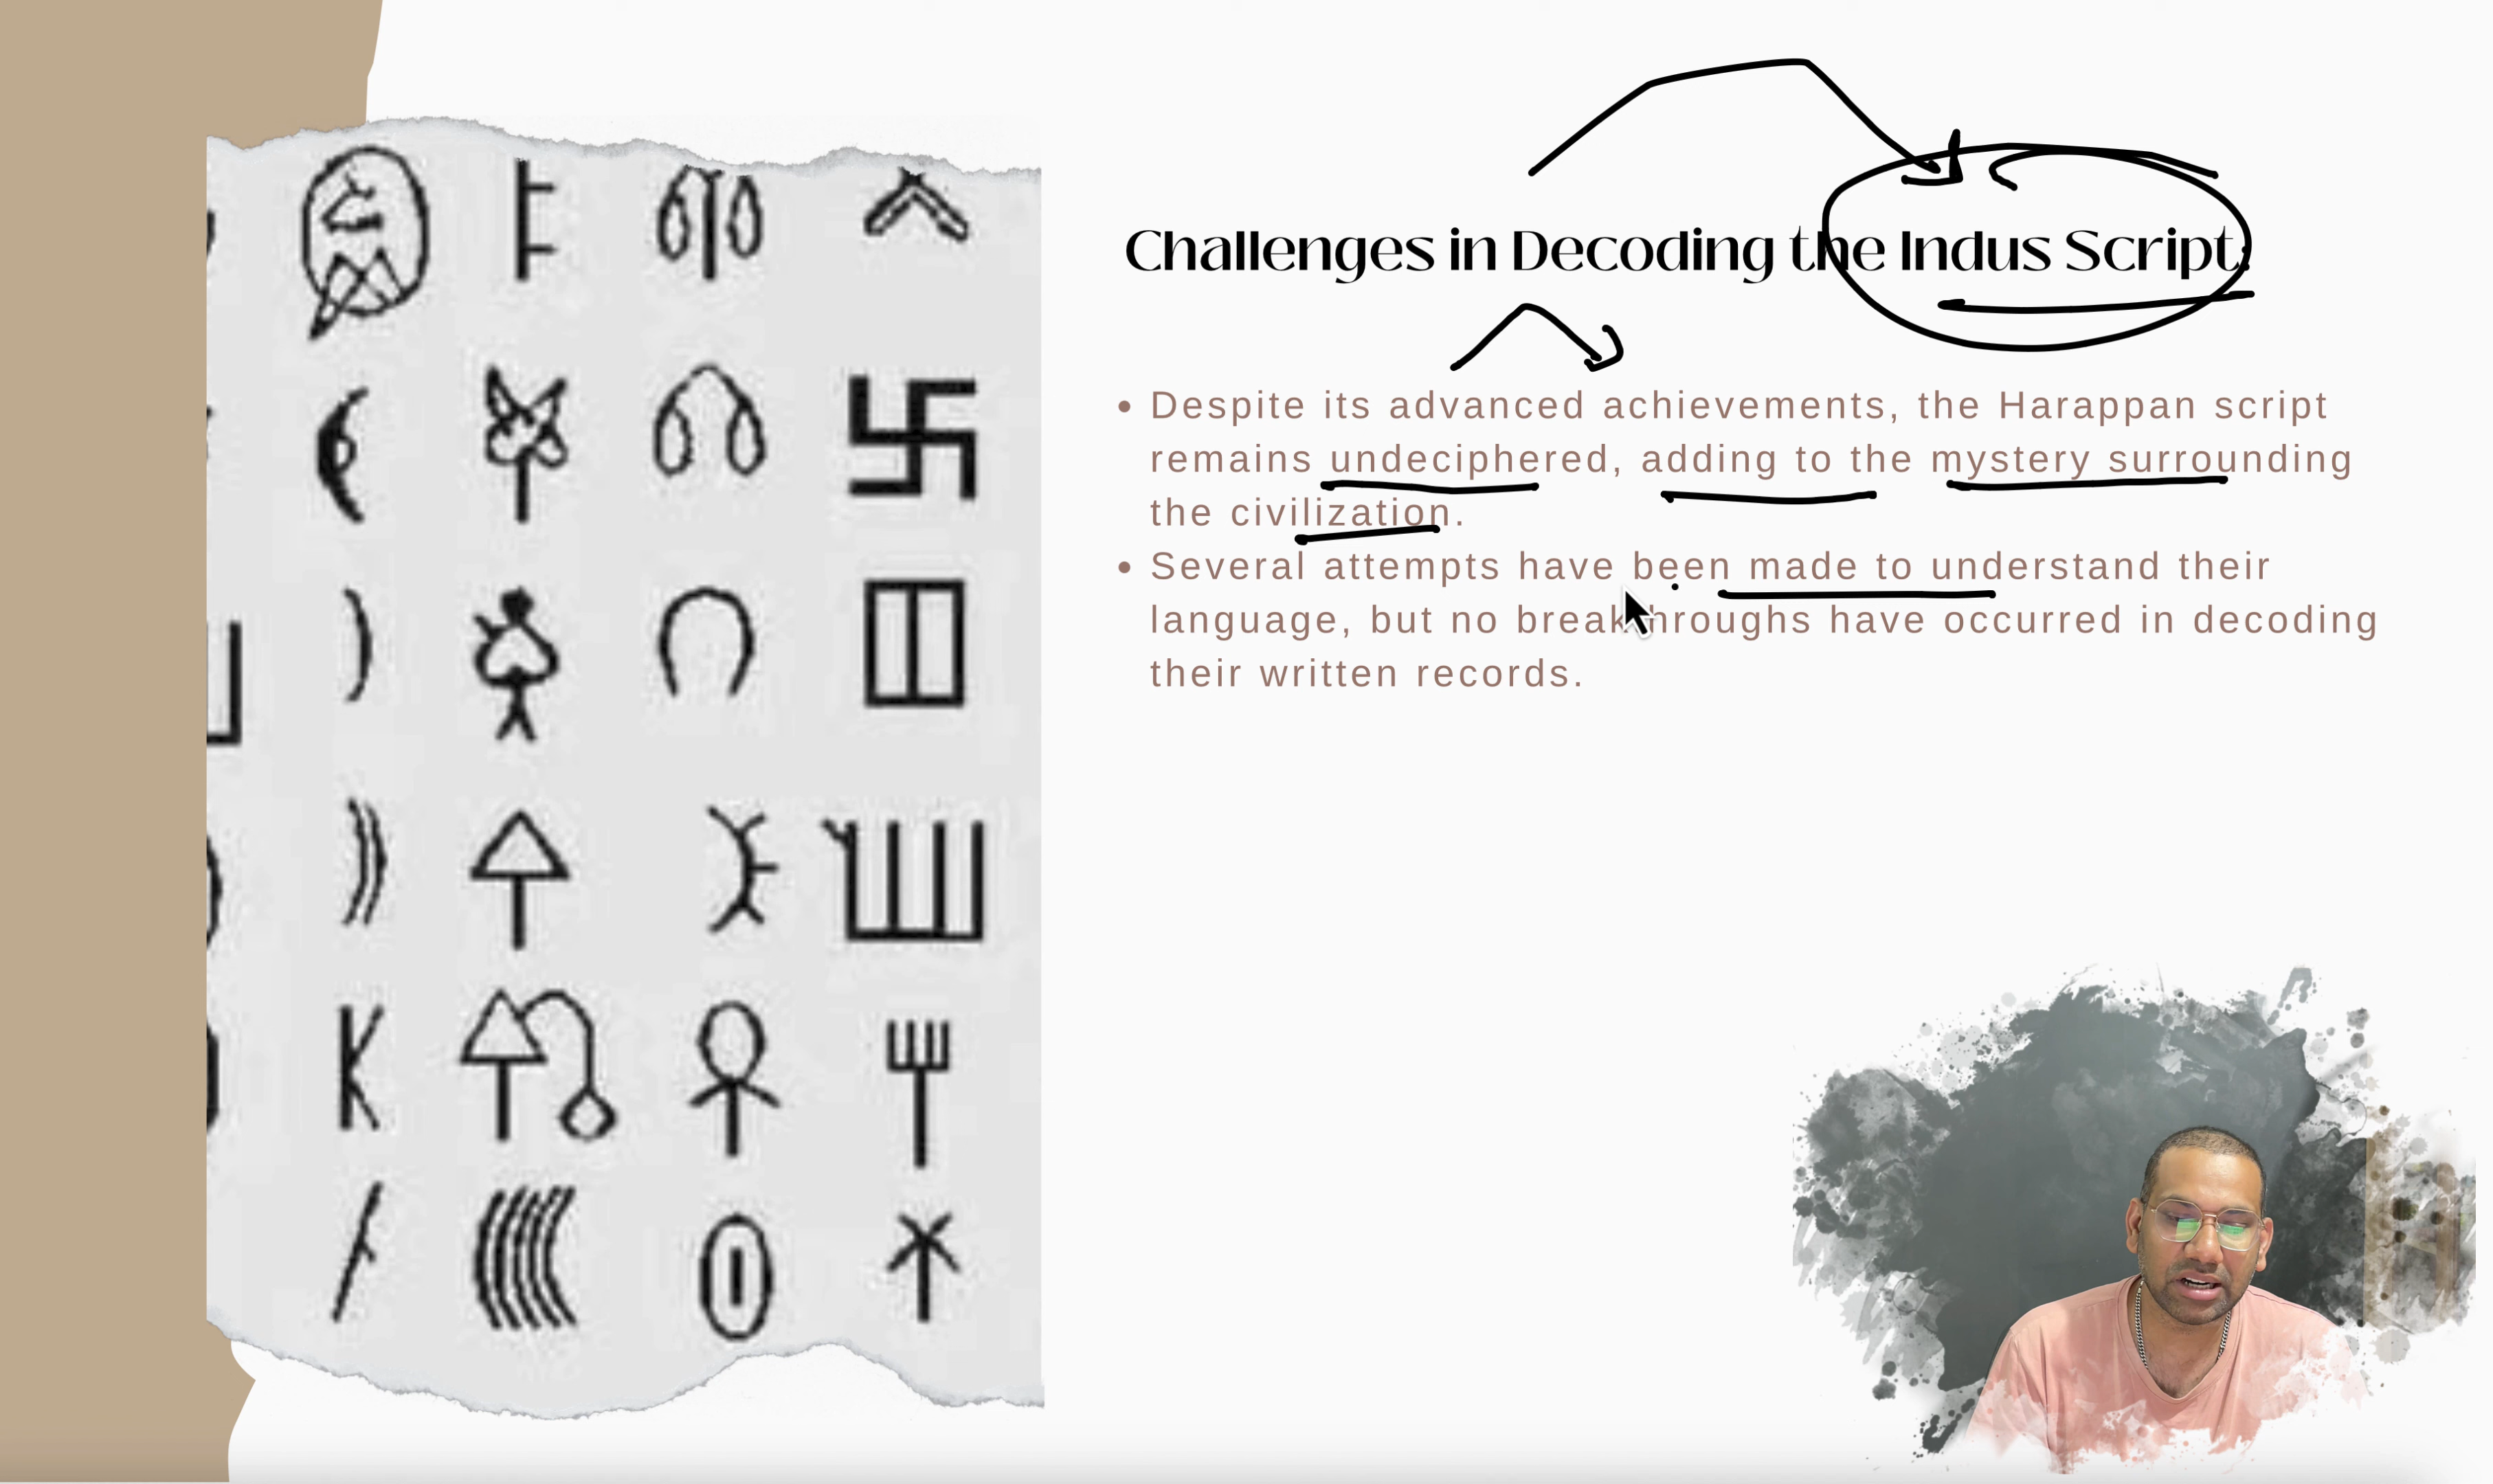 Challenges in Decoding the Indus Script:
• Despite its advanced achievements, the Harappan script
remains undeciphered, adding to the mystery surrounding
the civilization.
• Several attempts have been made to understand their
language, but no breakthroughs have occurred in decoding
their written records.